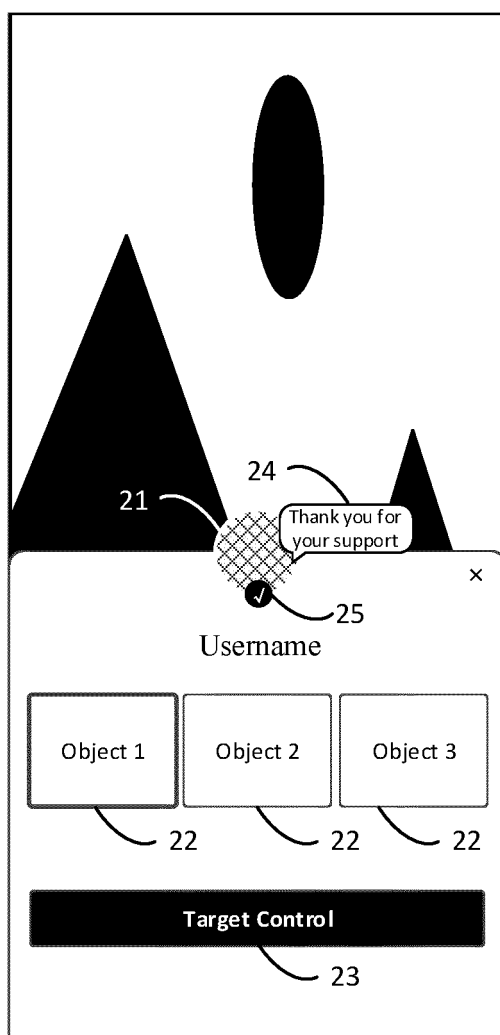 24
21
Thank you for
your support
×
√
25
Username
Object 1 Object 2 Object 3
22 22 22
Target Control
23